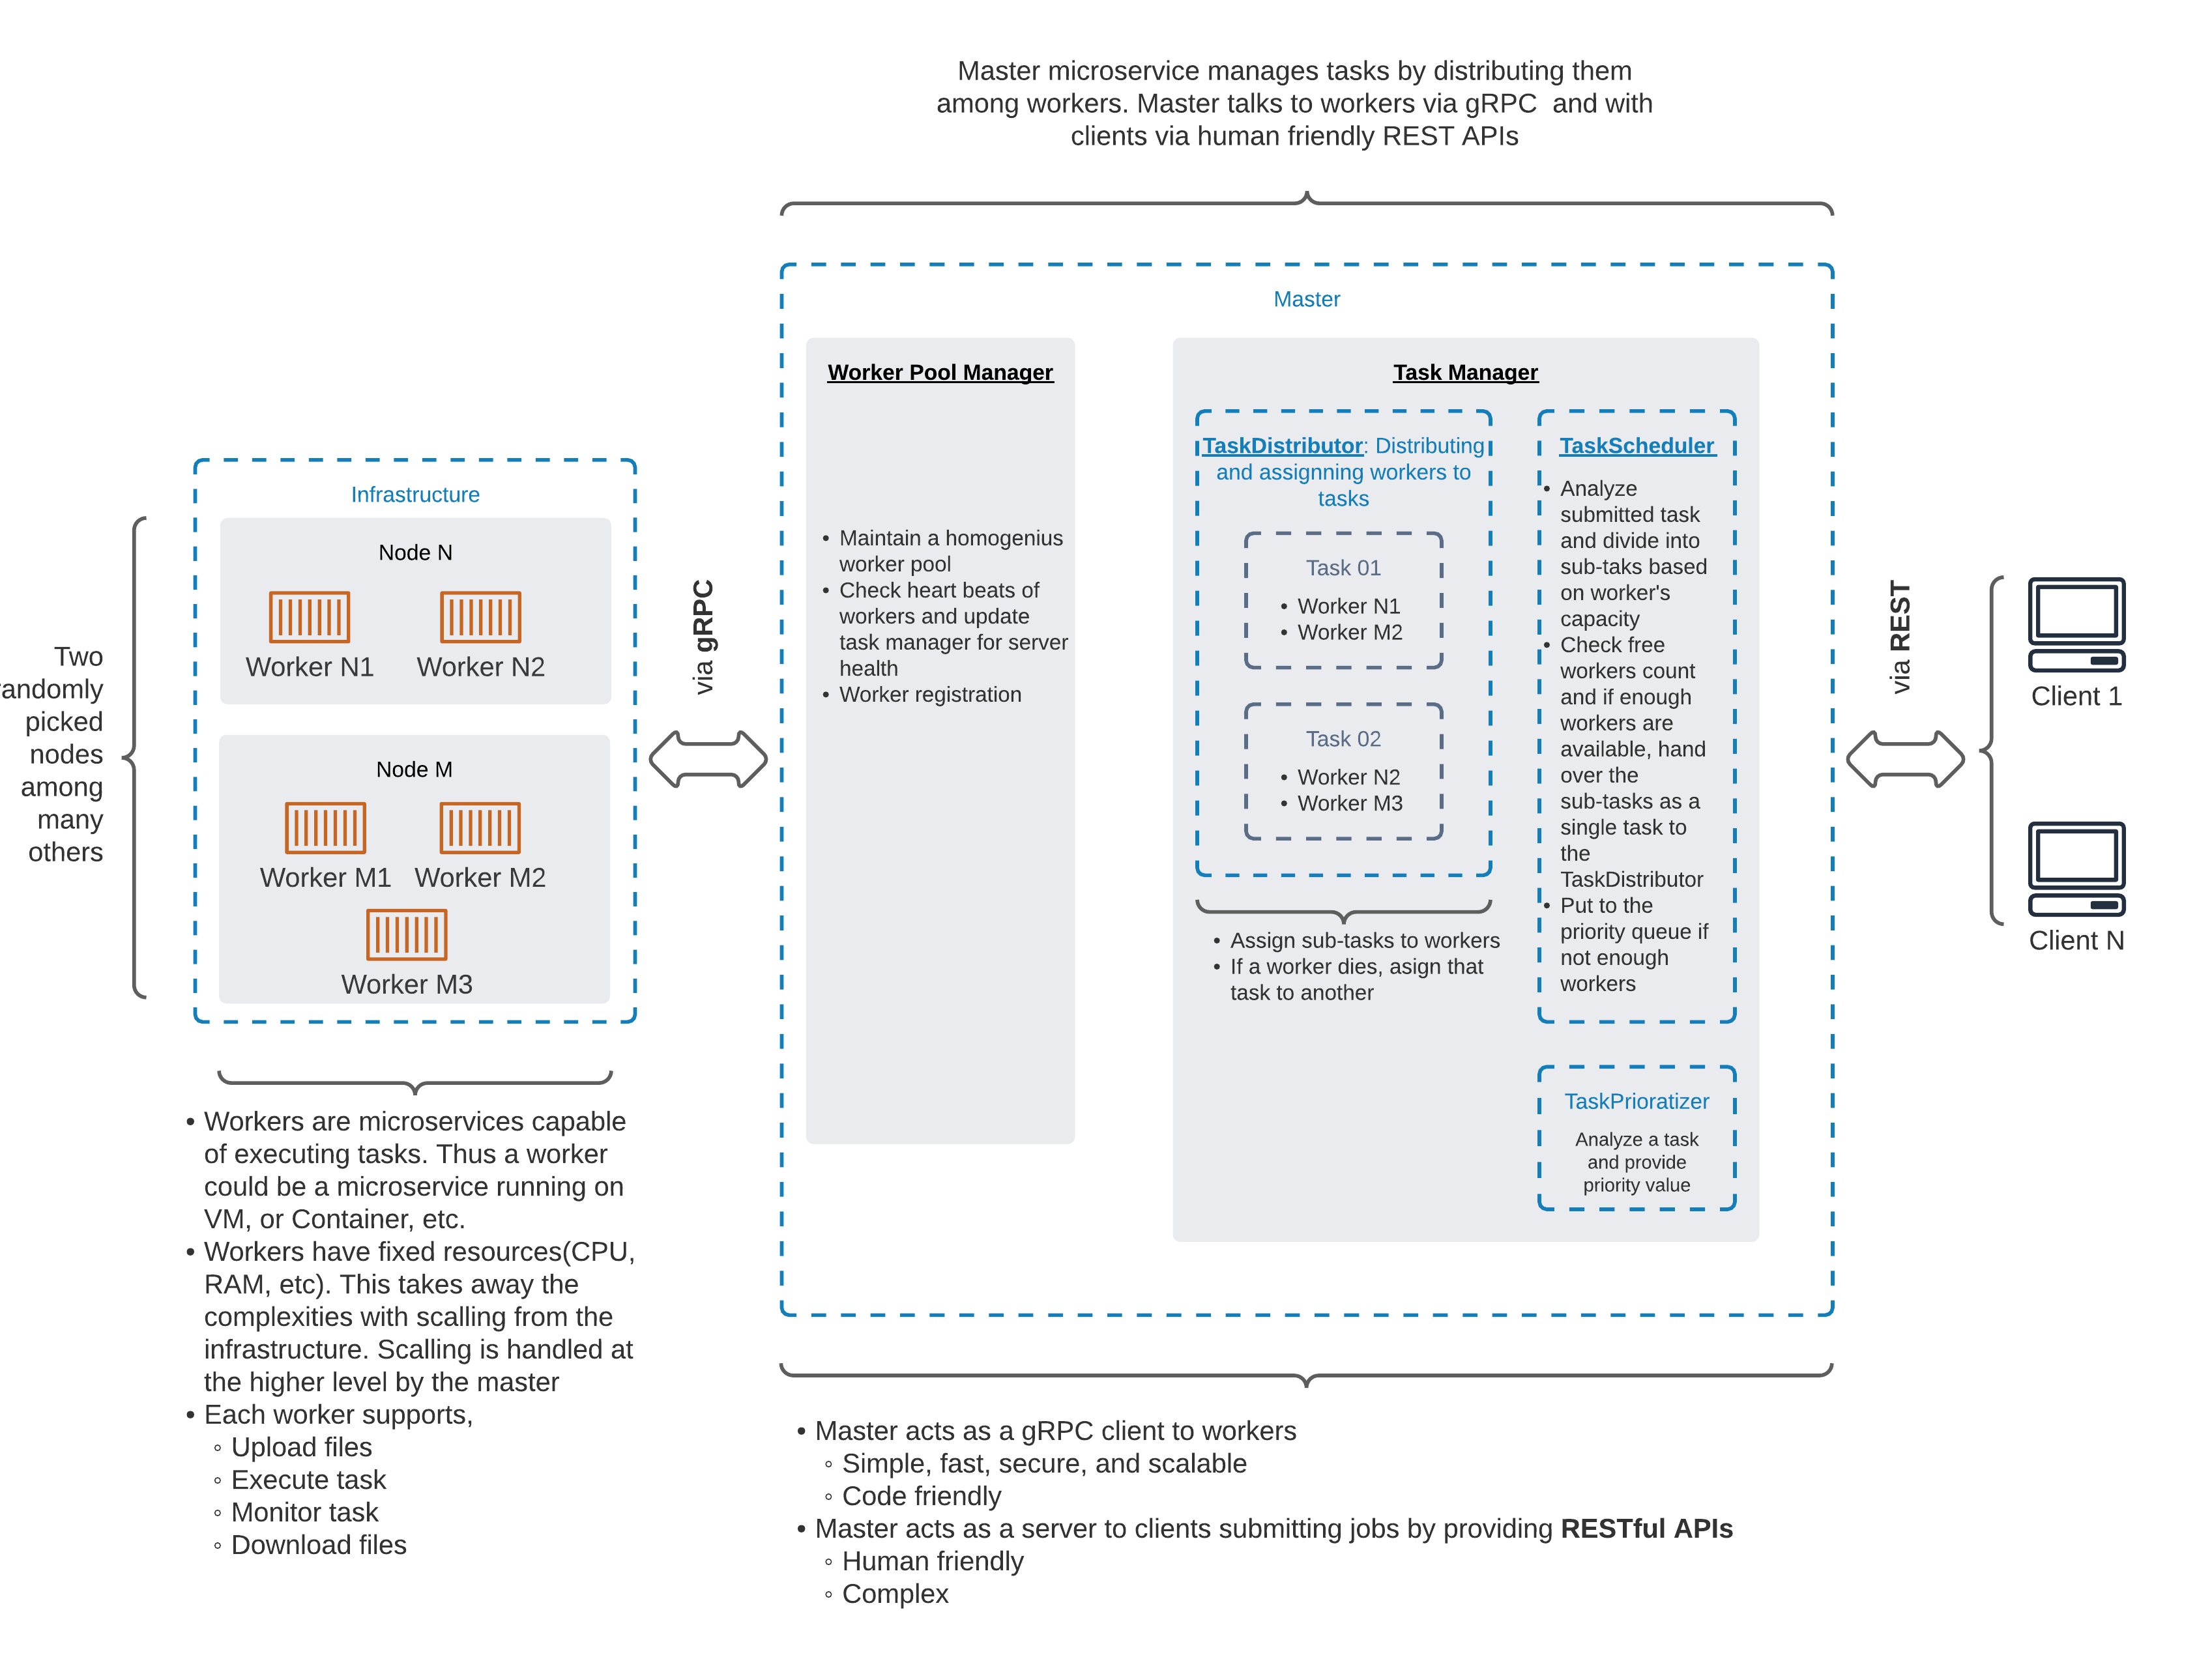 Master microservice manages tasks by distributing them
among workers. Master talks to workers via gRPC  and with
clients via human friendly REST APIs
Master
Worker Pool Manager
• Maintain a homogenius
worker pool
• Check heart beats of
workers and update
task manager for server
health
• Worker registration
Task Manager
TaskDistributor: Distributing
and assignning workers to
tasks
Task 01
• Worker N1
• Worker M2
Task 02
• Worker N2
• Worker M3
• Assign sub-tasks to workers
• If a worker dies, asign that
task to another
TaskScheduler
• Analyze
submitted task
and divide into
sub-taks based
on worker's
capacity
• Check free
workers count
and if enough
workers are
available, hand
over the
sub-tasks as a
single task to
the
TaskDistributor
• Put to the
priority queue if
not enough
workers
TaskPrioratizer
Analyze a task
and provide
priority value
Infrastructure
Node N
Worker N1
Worker N2
Node M
Worker M1
Worker M2
Worker M3
Two
andomly
picked
nodes
among
many
others
via gRPC
via REST
Client 1
Client N
• Workers are microservices capable
of executing tasks. Thus a worker
could be a microservice running on
VM, or Container, etc.
• Workers have fixed resources(CPU,
RAM, etc). This takes away the
complexities with scalling from the
infrastructure. Scalling is handled at
the higher level by the master
• Each worker supports,
◦ Upload files
◦ Execute task
◦ Monitor task
◦ Download files
• Master acts as a gRPC client to workers
◦ Simple, fast, secure, and scalable
◦ Code friendly
• Master acts as a server to clients submitting jobs by providing RESTful APIs
◦ Human friendly
◦ Complex